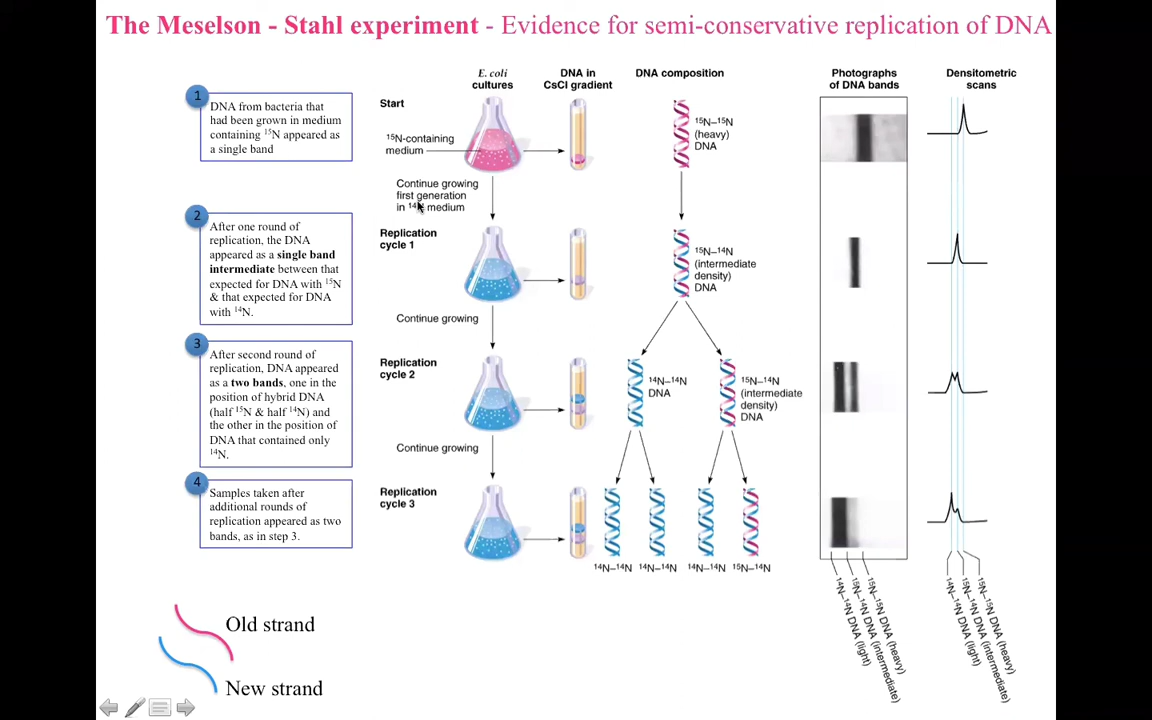 The Meselson - Stahl experiment - Evidence for semi-conservative replication of DNA
E. coli
cultures
DNA in
CsCl gradient
DNA composition
Photographs
of DNA bands
Densitometric
scans
1
DNA from bacteria that
had been grown in medium
containing ¹⁵N appeared as
a single band
Start
¹⁵N-containing
medium
¹⁵N–¹⁵N
(heavy)
DNA
Continue growing
first generation
in ¹⁴N medium
2
After one round of
replication, the DNA
appeared as a single band
intermediate between that
expected for DNA with ¹⁵N
& that expected for DNA
with ¹⁴N.
Replication
cycle 1
¹⁵N–¹⁴N
(intermediate
density)
DNA
Continue growing
3
After second round of
replication, DNA appeared
as a two bands, one in the
position of hybrid DNA
(half ¹⁵N & half ¹⁴N) and
the other in the position of
DNA that contained only
¹⁴N.
Replication
cycle 2
¹⁴N–¹⁴N
DNA
¹⁵N–¹⁴N
(intermediate
density)
DNA
Continue growing
4
Samples taken after
additional rounds of
replication appeared as two
bands, as in step 3.
Replication
cycle 3
¹⁴N–¹⁴N
¹⁴N–¹⁴N
¹⁴N–¹⁴N
¹⁵N–¹⁴N
¹⁴N–¹⁴N DNA (light)
¹⁵N–¹⁴N DNA (intermediate)
¹⁵N–¹⁵N DNA (heavy)
¹⁴N–¹⁴N DNA (light)
¹⁵N–¹⁴N DNA (intermediate)
¹⁵N–¹⁵N DNA (heavy)
Old strand
New strand